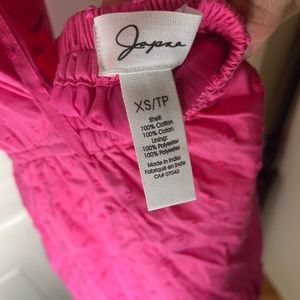 Japna
XS/TP
Shell:
100% Cotton
100% Coton
Lining:
100% Polyester
100% Polyester
Made in India
Fabriqué en Inde
CA# 07043